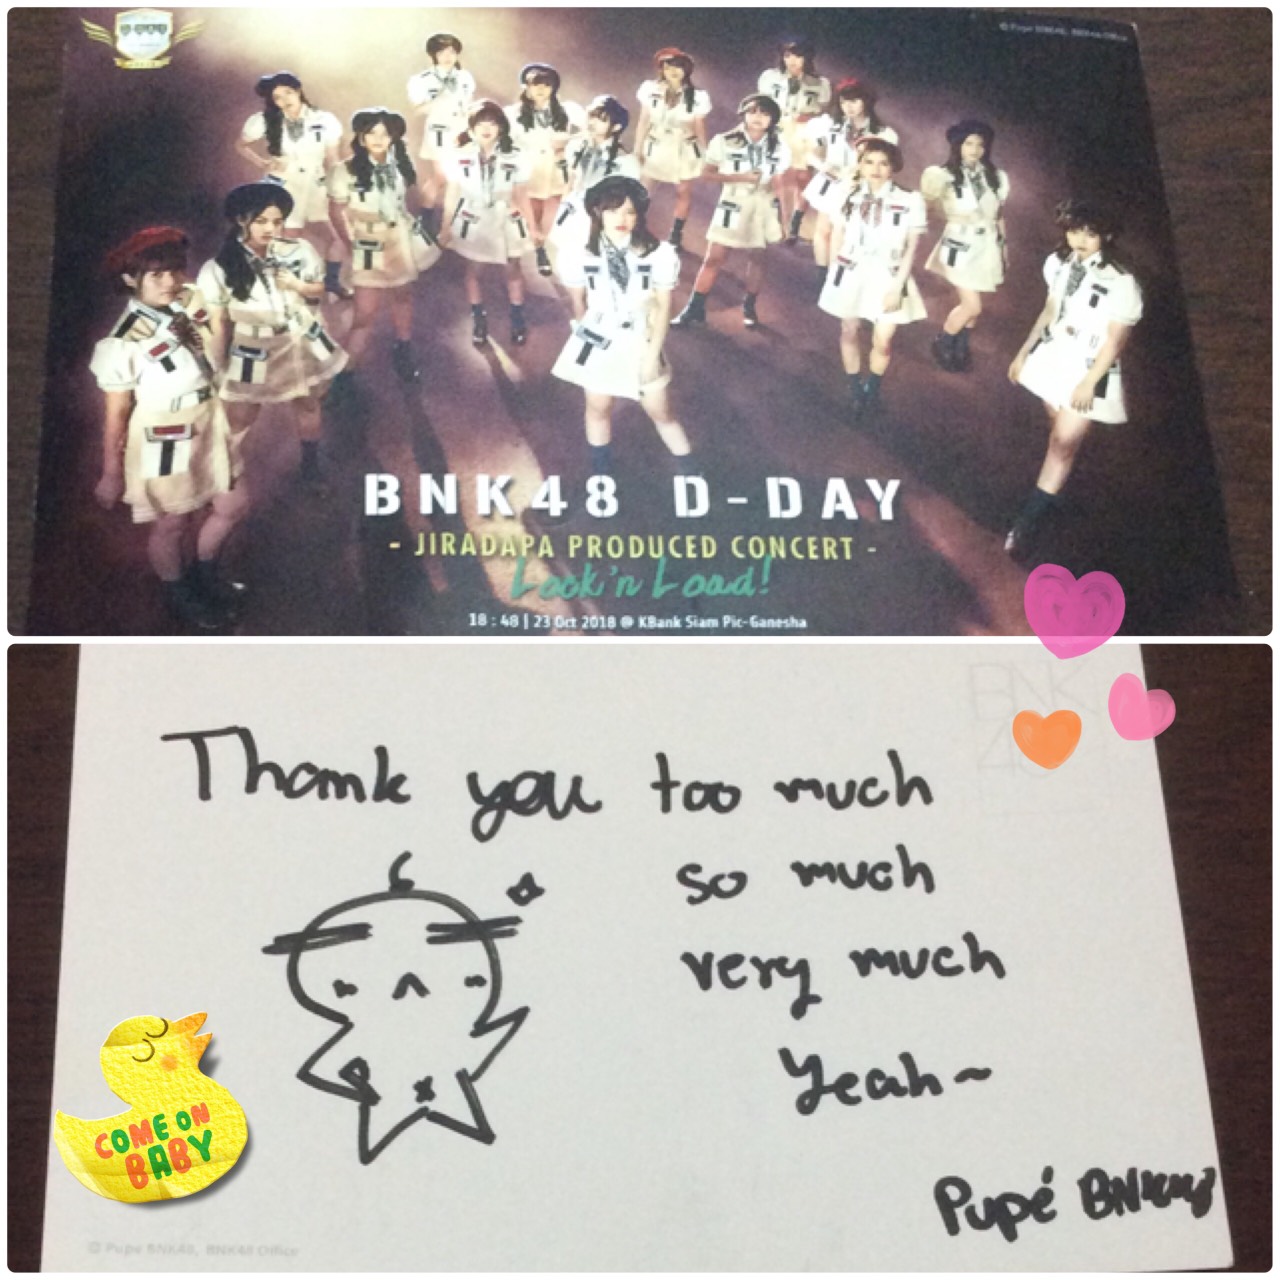 © Pupe BNK48, BNK48 Office
BNK48 D-DAY
- JIRADAPA PRODUCED CONCERT -
Lock'n Load!
18 : 48 | 23 Oct 2018 @ KBank Siam Pic-Ganesha
BNK
48
Thank you too much
so much
very much
Yeah~
COME ON
BABY
Pupé BNK48
© Pupe BNK48, BNK48 Office